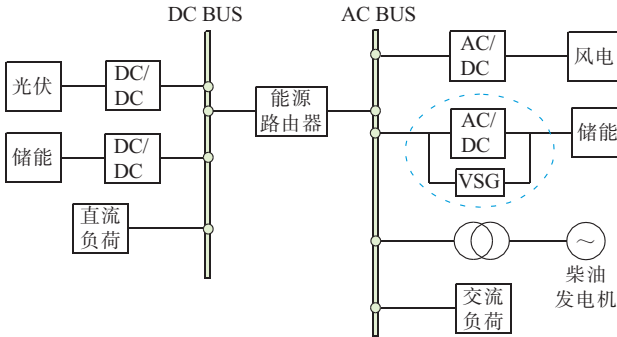 DC BUS
AC BUS
光伏
DC/
DC
储能
DC/
DC
直流
负荷
能源
路由器
AC/
DC
风电
AC/
DC
VSG
储能
~
柴油
发电机
交流
负荷